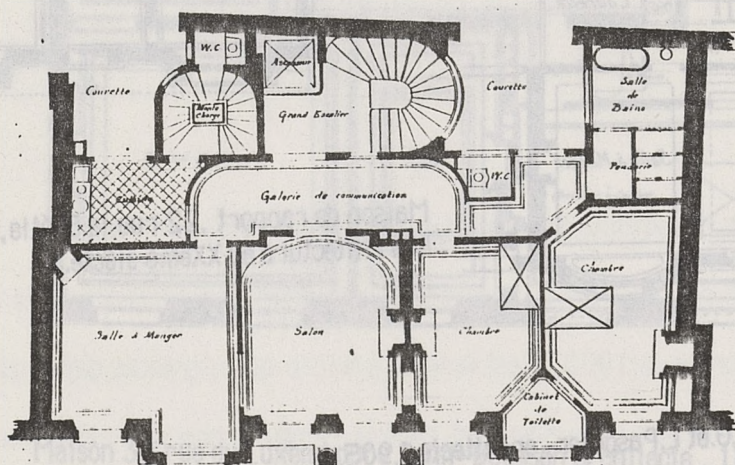 W.C
Ascenseur
Courette
Monte
Charge
Grand Escalier
Courette
Salle
de
Bains
Penderie
W.C
Cuisine
Galerie de communication
Chambre
Salle à Manger
Salon
Chambre
Cabinet
de
Toilette